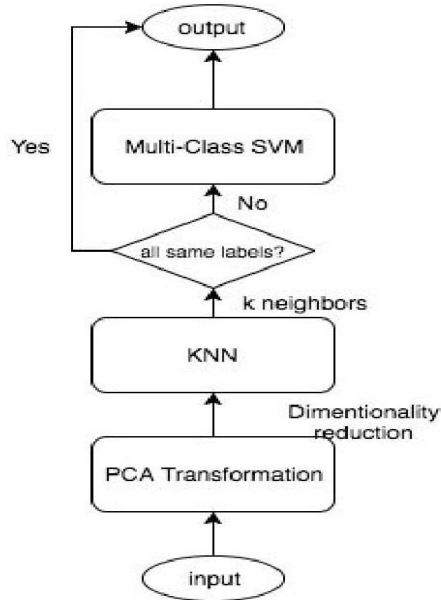 output
Yes
Multi-Class SVM
No
all same labels?
k neighbors
KNN
Dimentionality
reduction
PCA Transformation
input